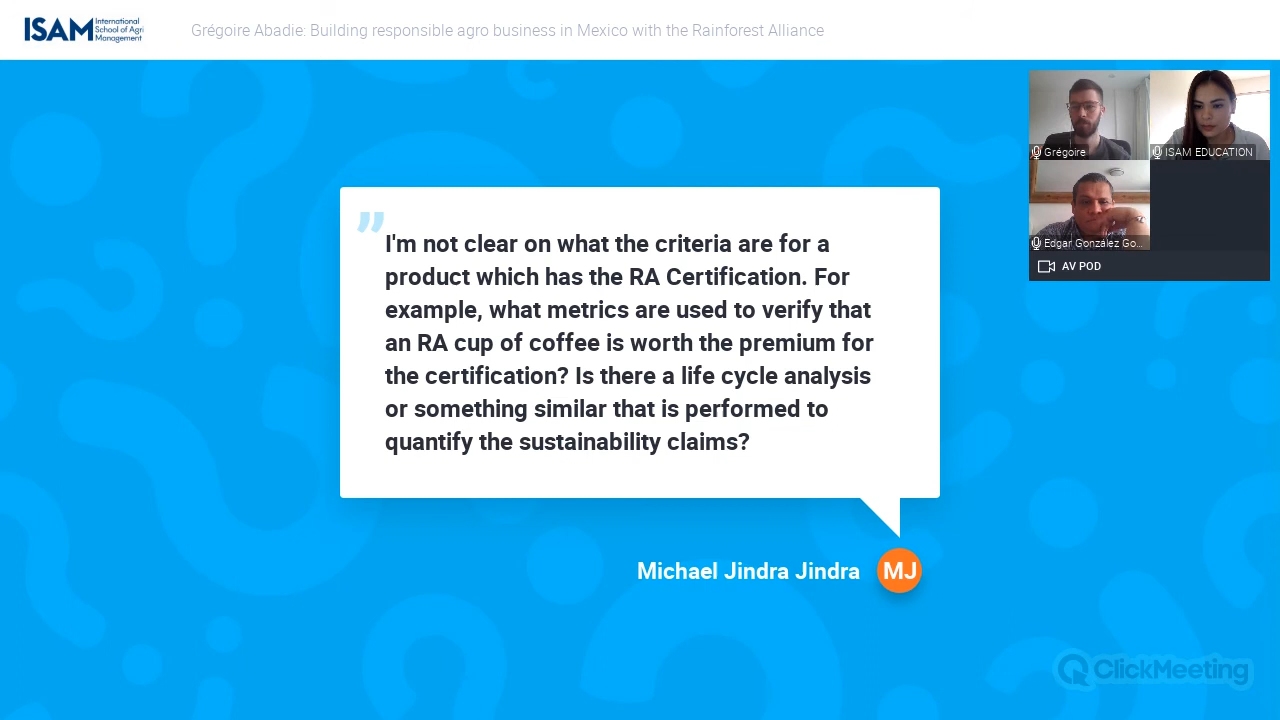 ISAM International
School of Agri
Management
Grégoire Abadie: Building responsible agro business in Mexico with the Rainforest Alliance
Grégoire
ISAM EDUCATION
Edgar González Go...
AV POD
”
I'm not clear on what the criteria are for a
product which has the RA Certification. For
example, what metrics are used to verify that
an RA cup of coffee is worth the premium for
the certification? Is there a life cycle analysis
or something similar that is performed to
quantify the sustainability claims?
Michael Jindra Jindra MJ
ClickMeeting